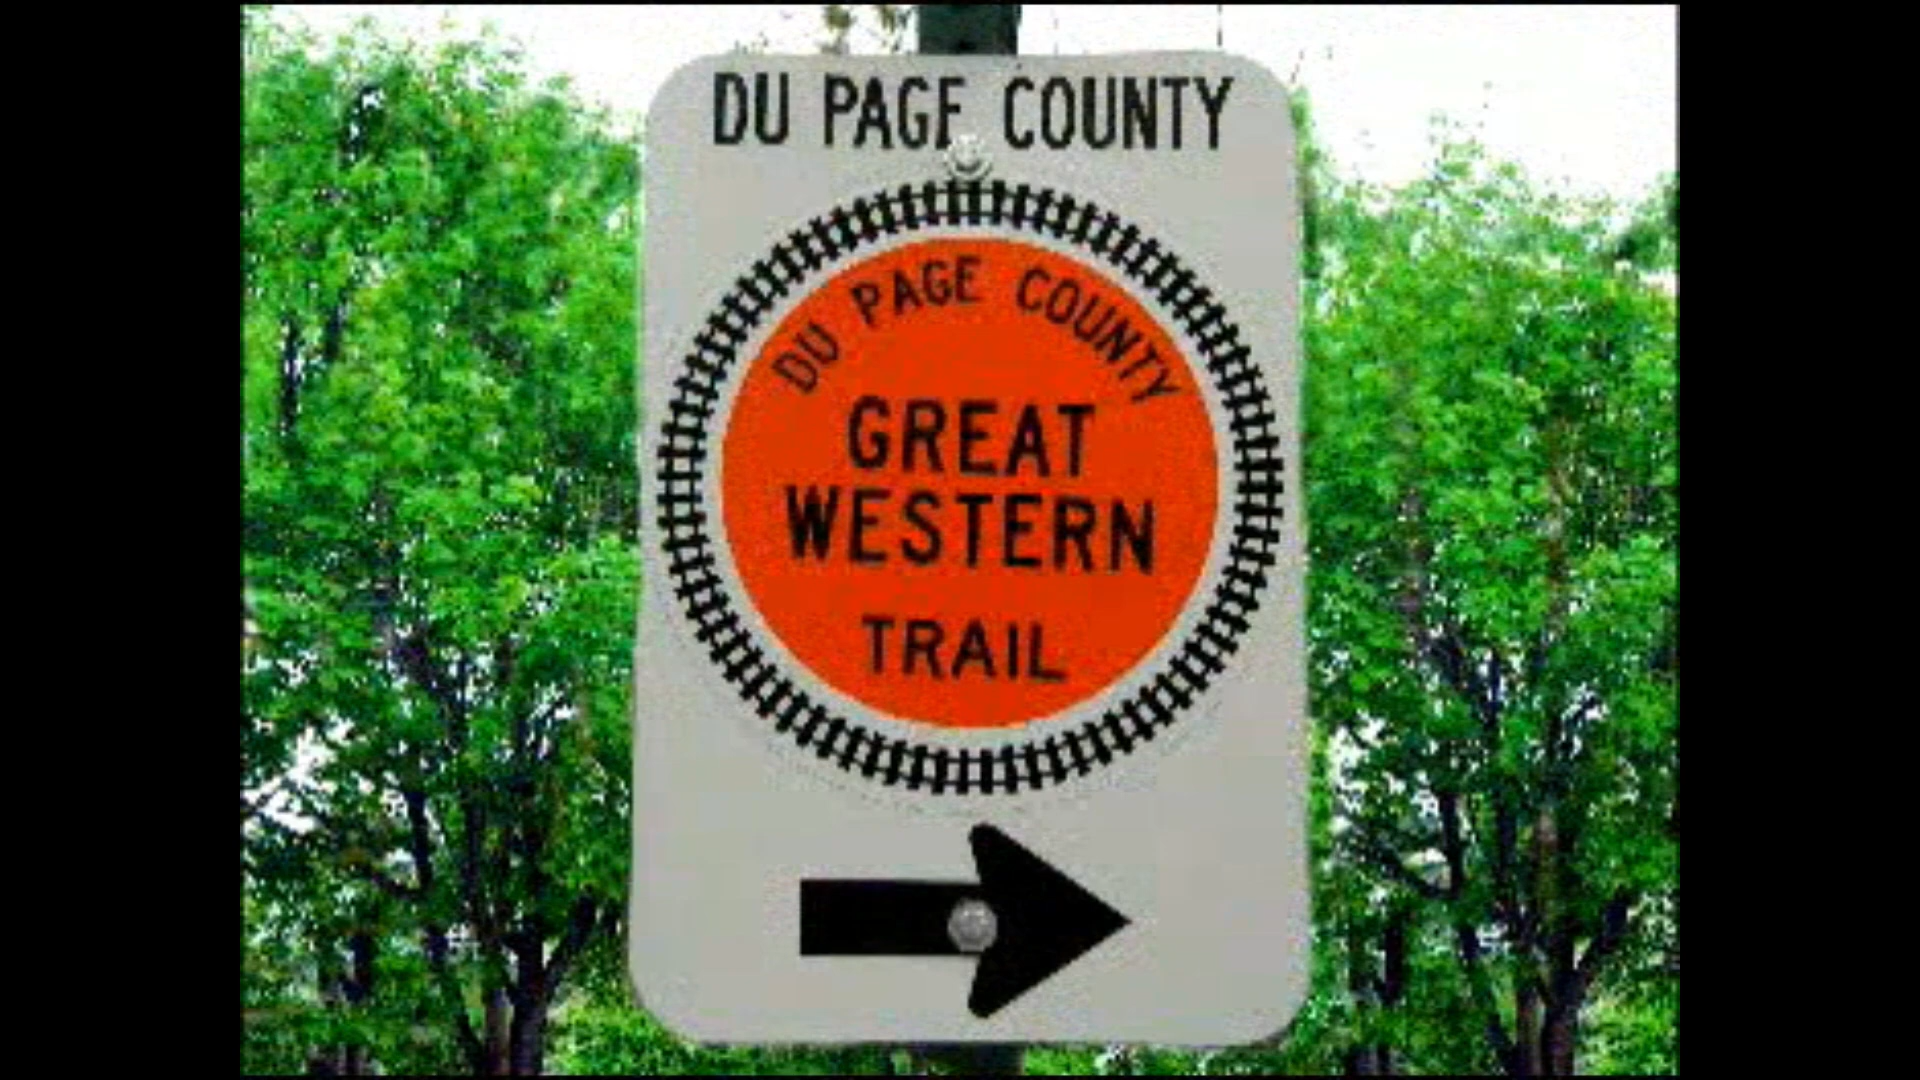 DU PAGE COUNTY
DU PAGE COUNTY
GREAT
WESTERN
TRAIL